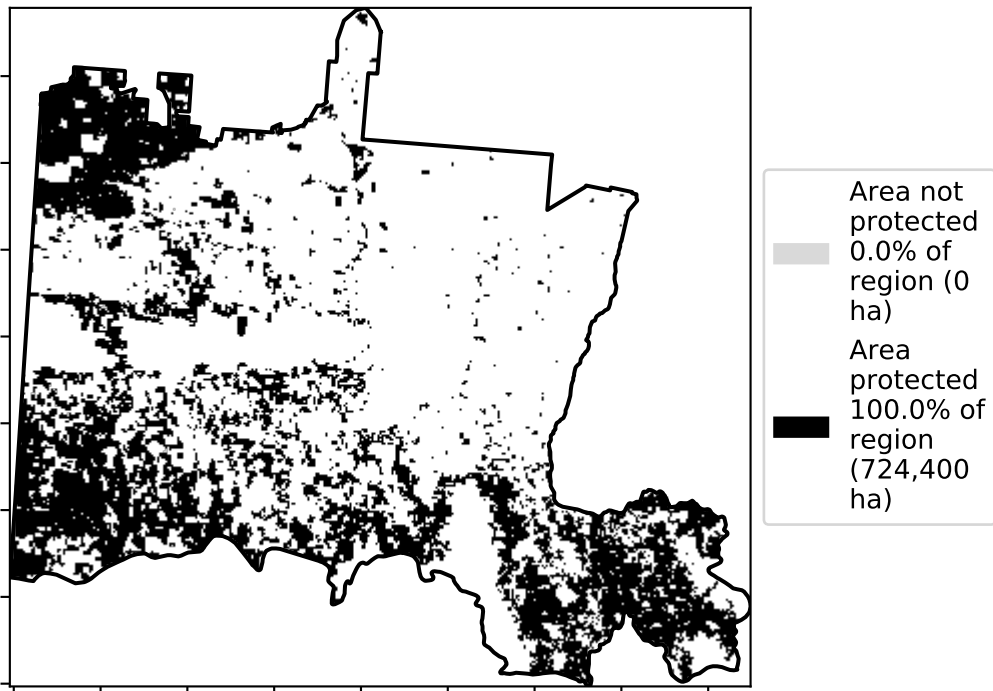 Area not
protected
0.0% of
region (0
ha)
Area
protected
100.0% of
region
(724,400
ha)